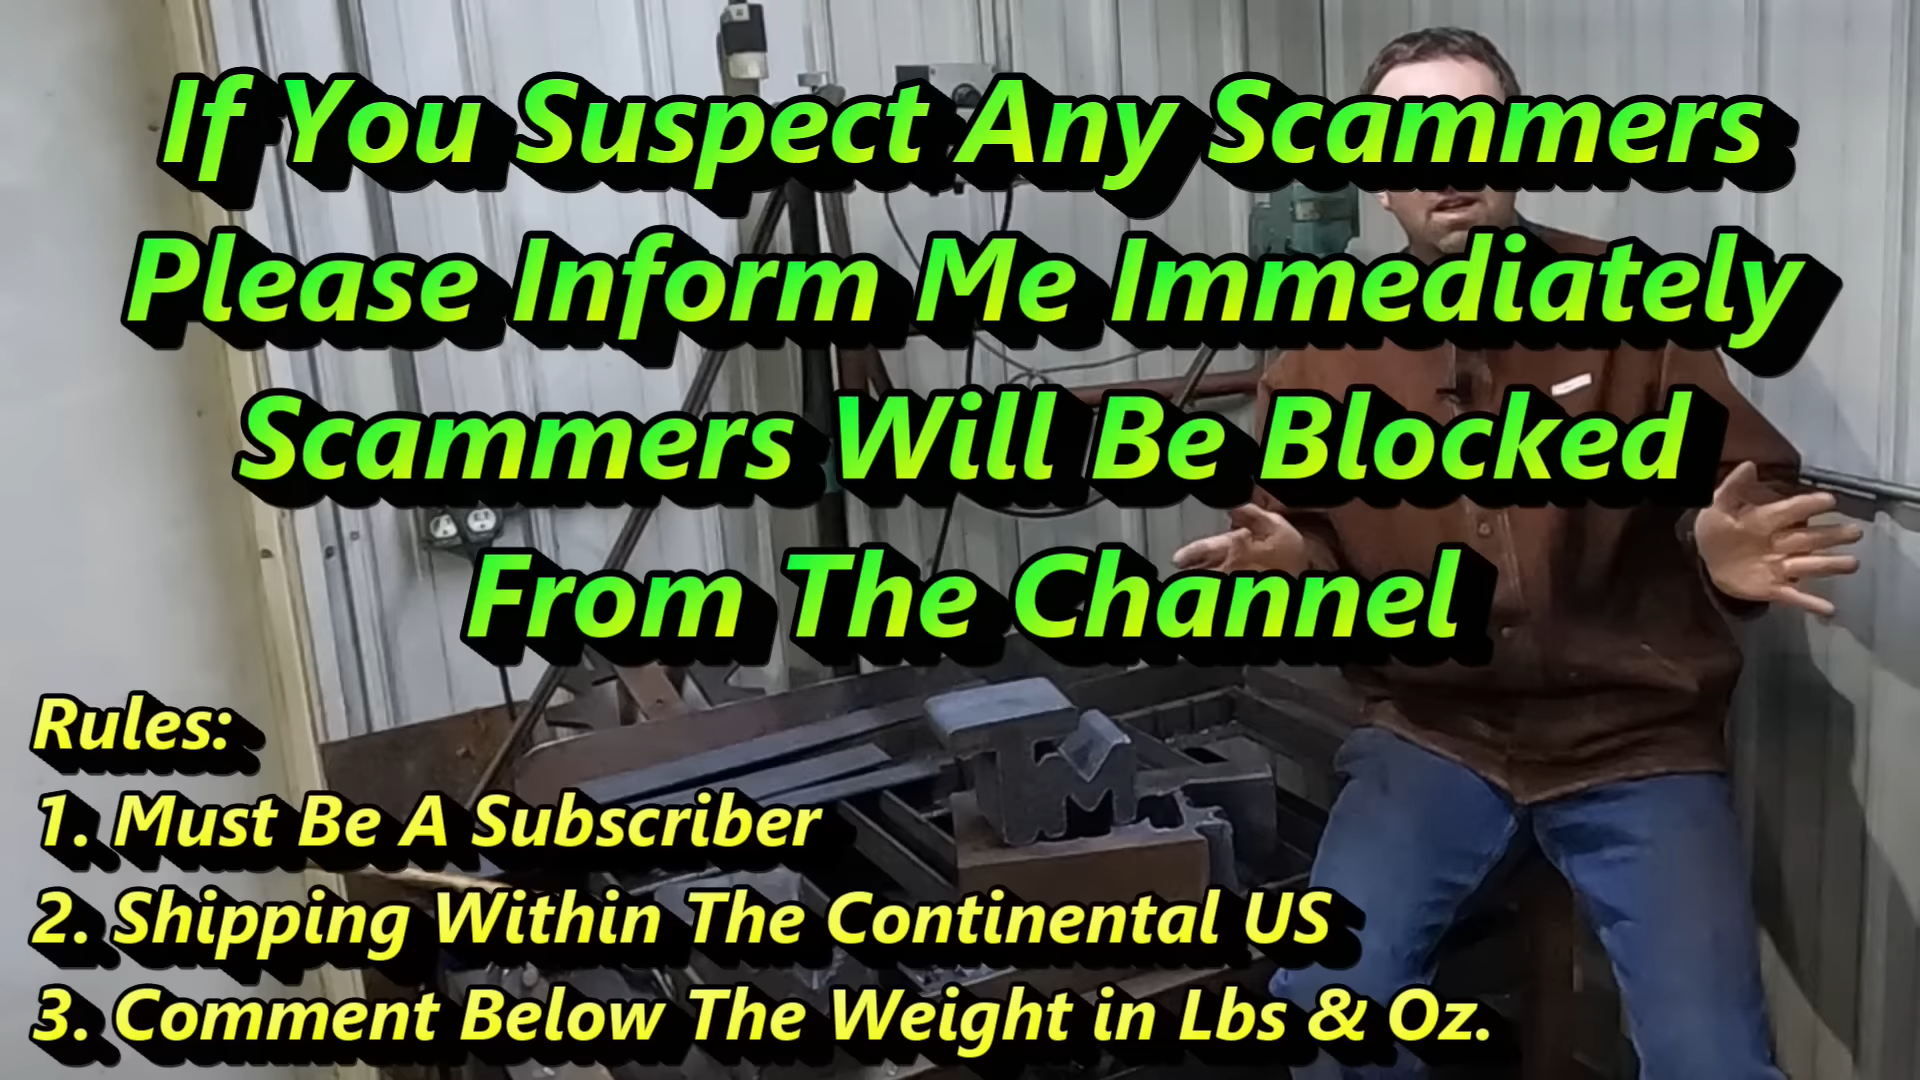 If You Suspect Any Scammers
Please Inform Me Immediately
Scammers Will Be Blocked
From The Channel
Rules:
1. Must Be A Subscriber
2. Shipping Within The Continental US
3. Comment Below The Weight in Lbs & Oz.